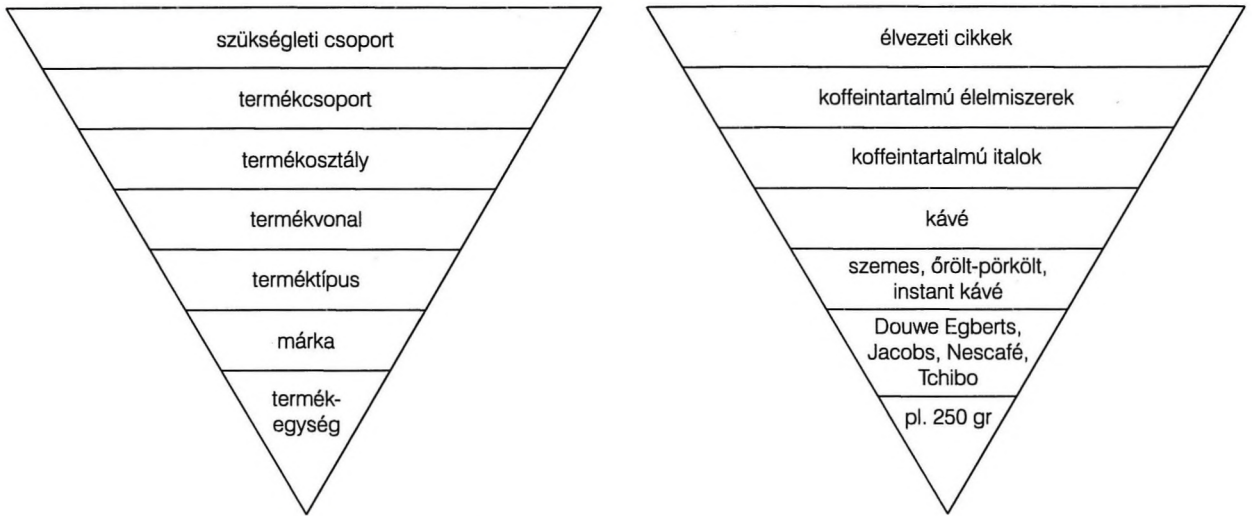 szükségleti csoport
termékcsoport
termékosztály
termékvonal
terméktípus
márka
termék-
egység
élvezeti cikkek
koffeintartalmú élelmiszerek
koffeintartalmú italok
kávé
szemes, őrölt-pörkölt,
instant kávé
Douwe Egberts,
Jacobs, Nescafé,
Tchibo
pl. 250 gr